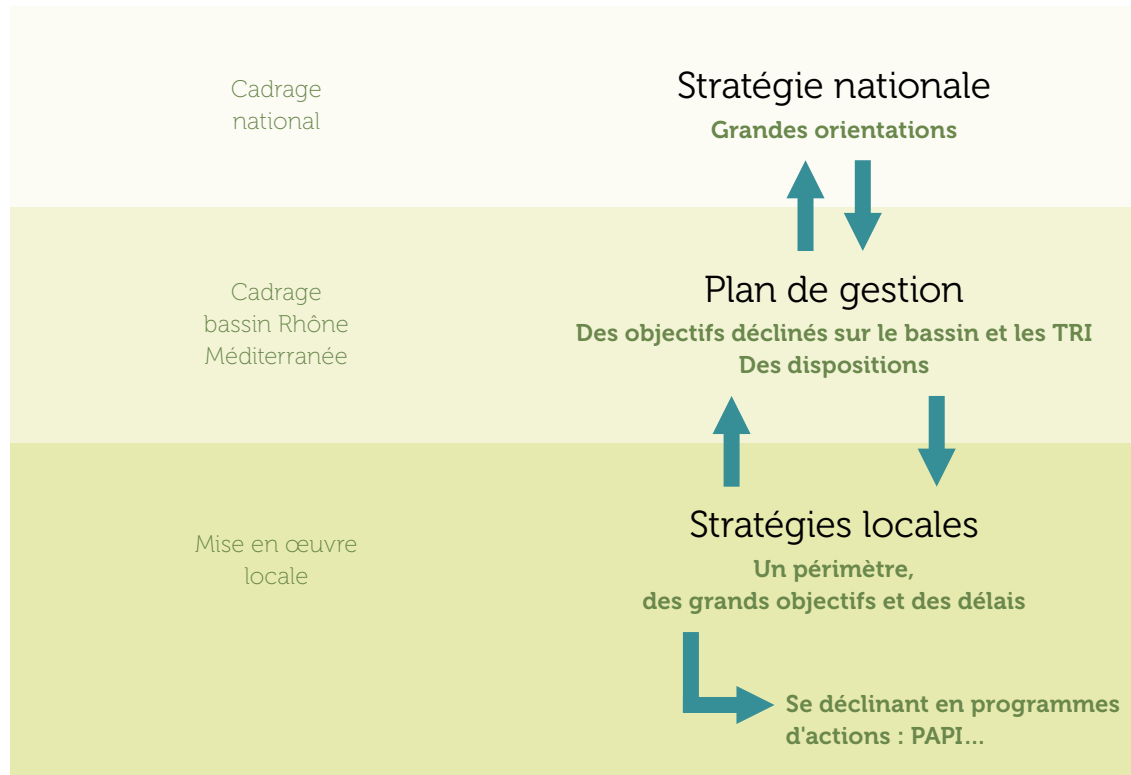 Cadrage
national
Stratégie nationale
Grandes orientations
Cadrage
bassin Rhône
Méditerranée
Plan de gestion
Des objectifs déclinés sur le bassin et les TRI
Des dispositions
Mise en œuvre
locale
Stratégies locales
Un périmètre,
des grands objectifs et des délais
Se déclinant en programmes
d'actions : PAPI...